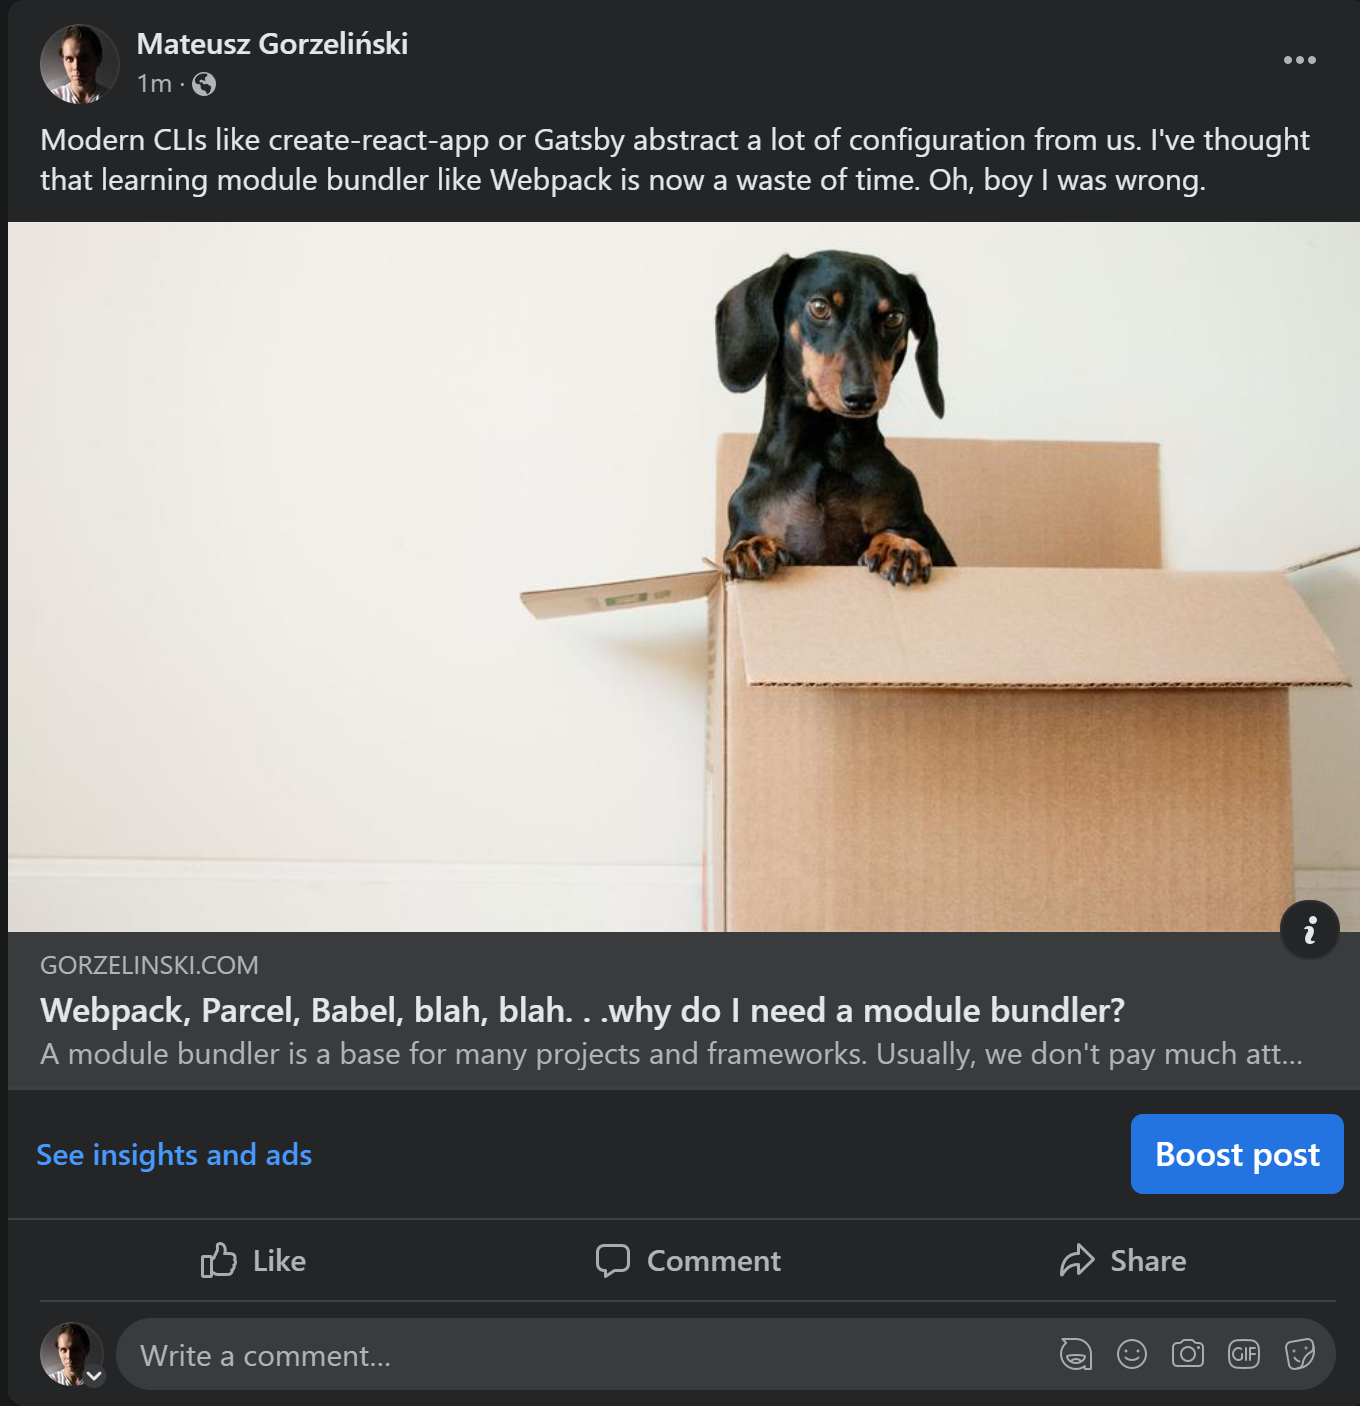 Mateusz Gorzeliński
1m ·
Modern CLIs like create-react-app or Gatsby abstract a lot of configuration from us. I've thought
that learning module bundler like Webpack is now a waste of time. Oh, boy I was wrong.
GORZELINSKI.COM
Webpack, Parcel, Babel, blah, blah. . .why do I need a module bundler?
A module bundler is a base for many projects and frameworks. Usually, we don't pay much att...
See insights and ads
Boost post
Like
Comment
Share
Write a comment...
GIF